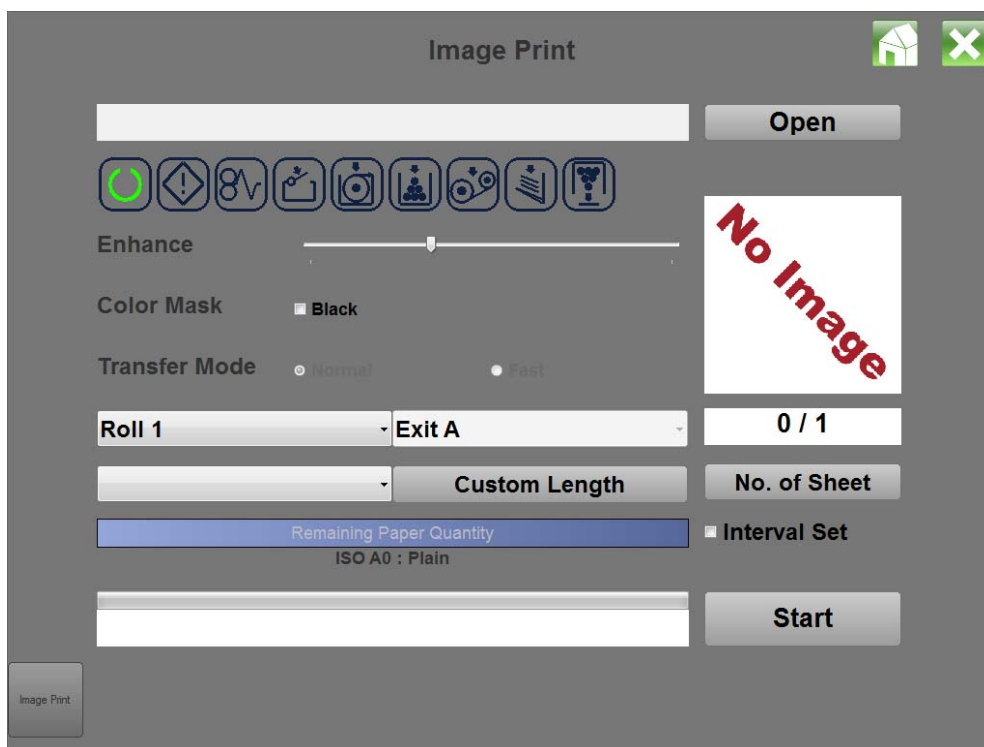 Image Print
Open
Enhance
Color Mask
Black
Transfer Mode
Normal
Fast
No Image
Roll 1
Exit A
0 / 1
Custom Length
No. of Sheet
Remaining Paper Quantity
Interval Set
ISO A0 : Plain
Start
Image Print